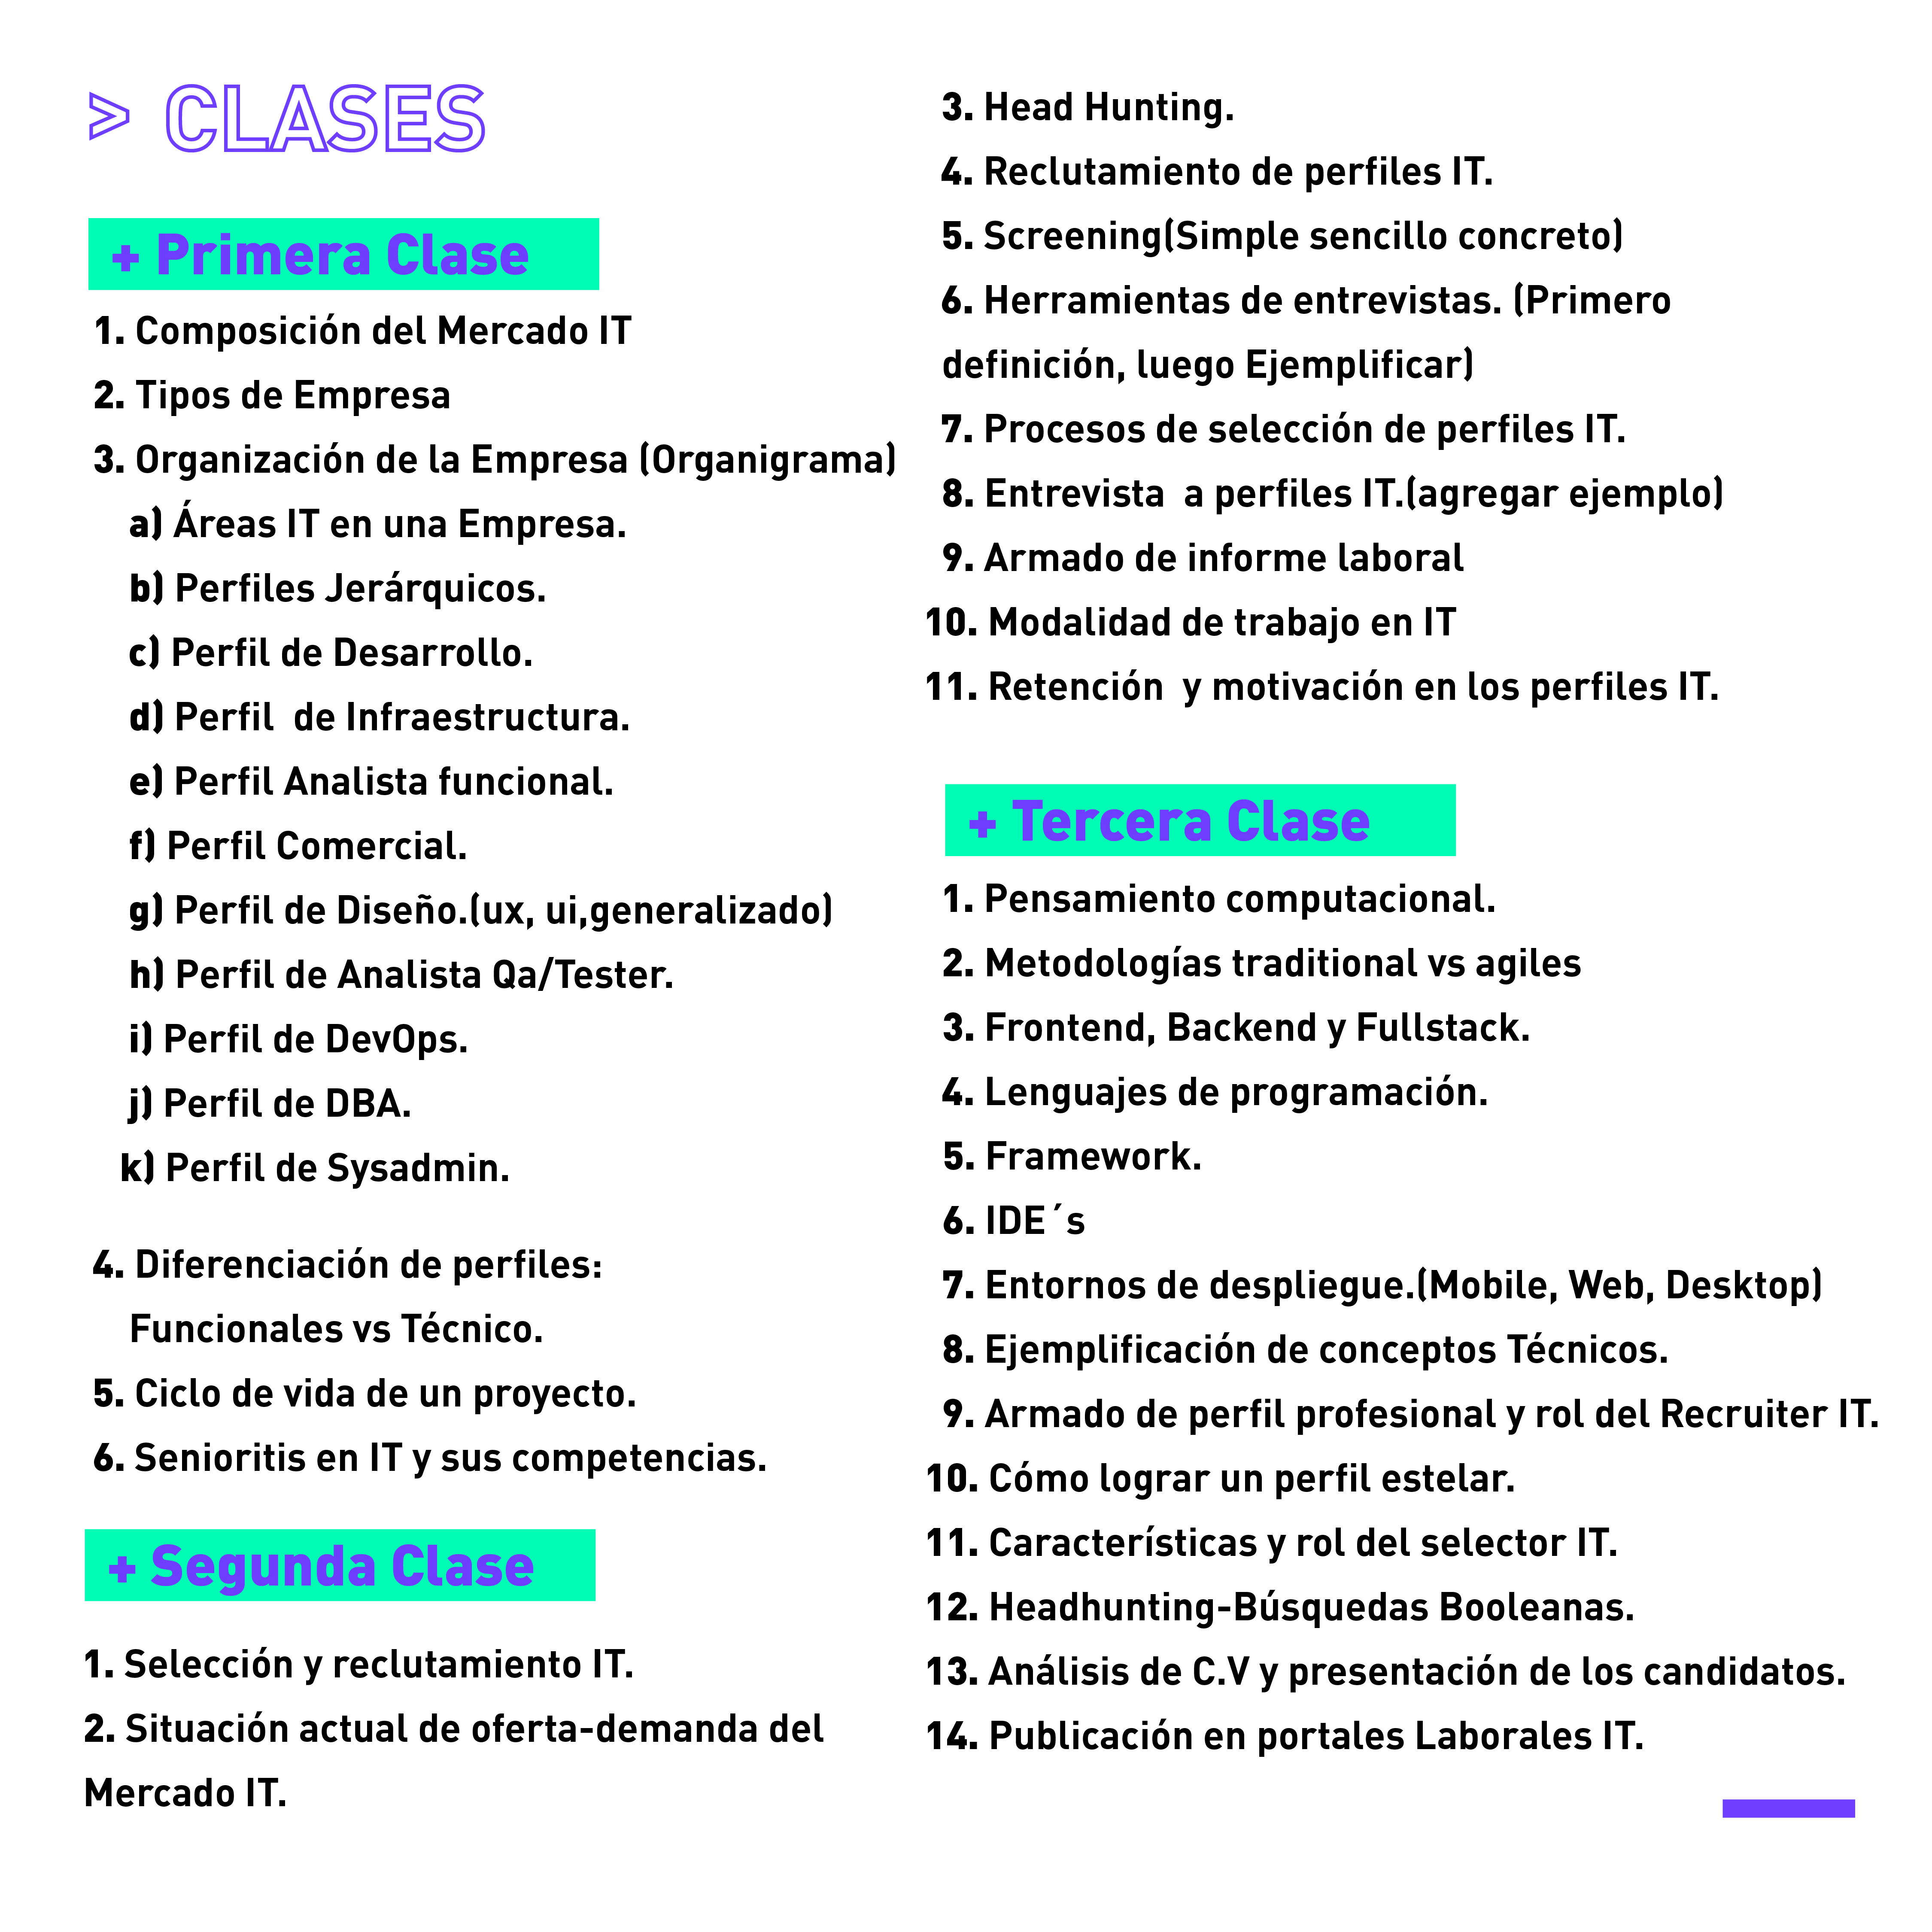 > CLASES
+ Primera Clase
1. Composición del Mercado IT
2. Tipos de Empresa
3. Organización de la Empresa (Organigrama)
a) Áreas IT en una Empresa.
b) Perfiles Jerárquicos.
c) Perfil de Desarrollo.
d) Perfil  de Infraestructura.
e) Perfil Analista funcional.
f) Perfil Comercial.
g) Perfil de Diseño.(ux, ui,generalizado)
h) Perfil de Analista Qa/Tester.
i) Perfil de DevOps.
j) Perfil de DBA.
k) Perfil de Sysadmin.
4. Diferenciación de perfiles:
Funcionales vs Técnico.
5. Ciclo de vida de un proyecto.
6. Senioritis en IT y sus competencias.
+ Segunda Clase
1. Selección y reclutamiento IT.
2. Situación actual de oferta-demanda del
Mercado IT.
3. Head Hunting.
4. Reclutamiento de perfiles IT.
5. Screening(Simple sencillo concreto)
6. Herramientas de entrevistas. (Primero
definición, luego Ejemplificar)
7. Procesos de selección de perfiles IT.
8. Entrevista  a perfiles IT.(agregar ejemplo)
9. Armado de informe laboral
10. Modalidad de trabajo en IT
11. Retención  y motivación en los perfiles IT.
+ Tercera Clase
1. Pensamiento computacional.
2. Metodologías traditional vs agiles
3. Frontend, Backend y Fullstack.
4. Lenguajes de programación.
5. Framework.
6. IDE´s
7. Entornos de despliegue.(Mobile, Web, Desktop)
8. Ejemplificación de conceptos Técnicos.
9. Armado de perfil profesional y rol del Recruiter IT.
10. Cómo lograr un perfil estelar.
11. Características y rol del selector IT.
12. Headhunting-Búsquedas Booleanas.
13. Análisis de C.V y presentación de los candidatos.
14. Publicación en portales Laborales IT.